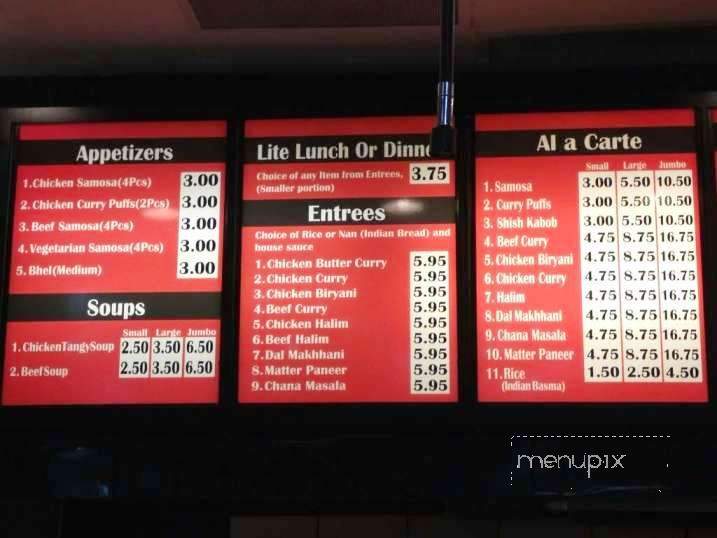 Appetizers
1.Chicken Samosa(4Pcs) 3.00
2. Chicken Curry Puffs(2Pcs) 3.00
3. Beef Samosa(4Pcs) 3.00
4. Vegetarian Samosa(4Pcs) 3.00
5. Bhel(Medium) 3.00
Soups
Small Large Jumbo
1. ChickenTangySoup 2.50 3.50 6.50
2. BeefSoup 2.50 3.50 6.50
Lite Lunch Or Dinner
Choice of any Item from Entrees, 3.75
(Smaller portion)
Entrees
Choice of Rice or Nan (Indian Bread) and
house sauce
1. Chicken Butter Curry 5.95
2. Chicken Curry 5.95
3. Chicken Biryani 5.95
4. Beef Curry 5.95
5. Chicken Halim 5.95
6. Beef Halim 5.95
7. Dal Makhhani 5.95
8. Matter Paneer 5.95
9. Chana Masala 5.95
Al a Carte
Small Large Jumbo
1. Samosa 3.00 5.50 10.50
2. Curry Puffs 3.00 5.50 10.50
3. Shish Kabob 3.00 5.50 10.50
4. Beef Curry 4.75 8.75 16.75
5. Chicken Biryani 4.75 8.75 16.75
6. Chicken Curry 4.75 8.75 16.75
7. Halim 4.75 8.75 16.75
8. Dal Makhhani 4.75 8.75 16.75
9. Chana Masala 4.75 8.75 16.75
10. Matter Paneer 4.75 8.75 16.75
11. Rice 1.50 2.50 4.50
(Indian Basma)
menupix